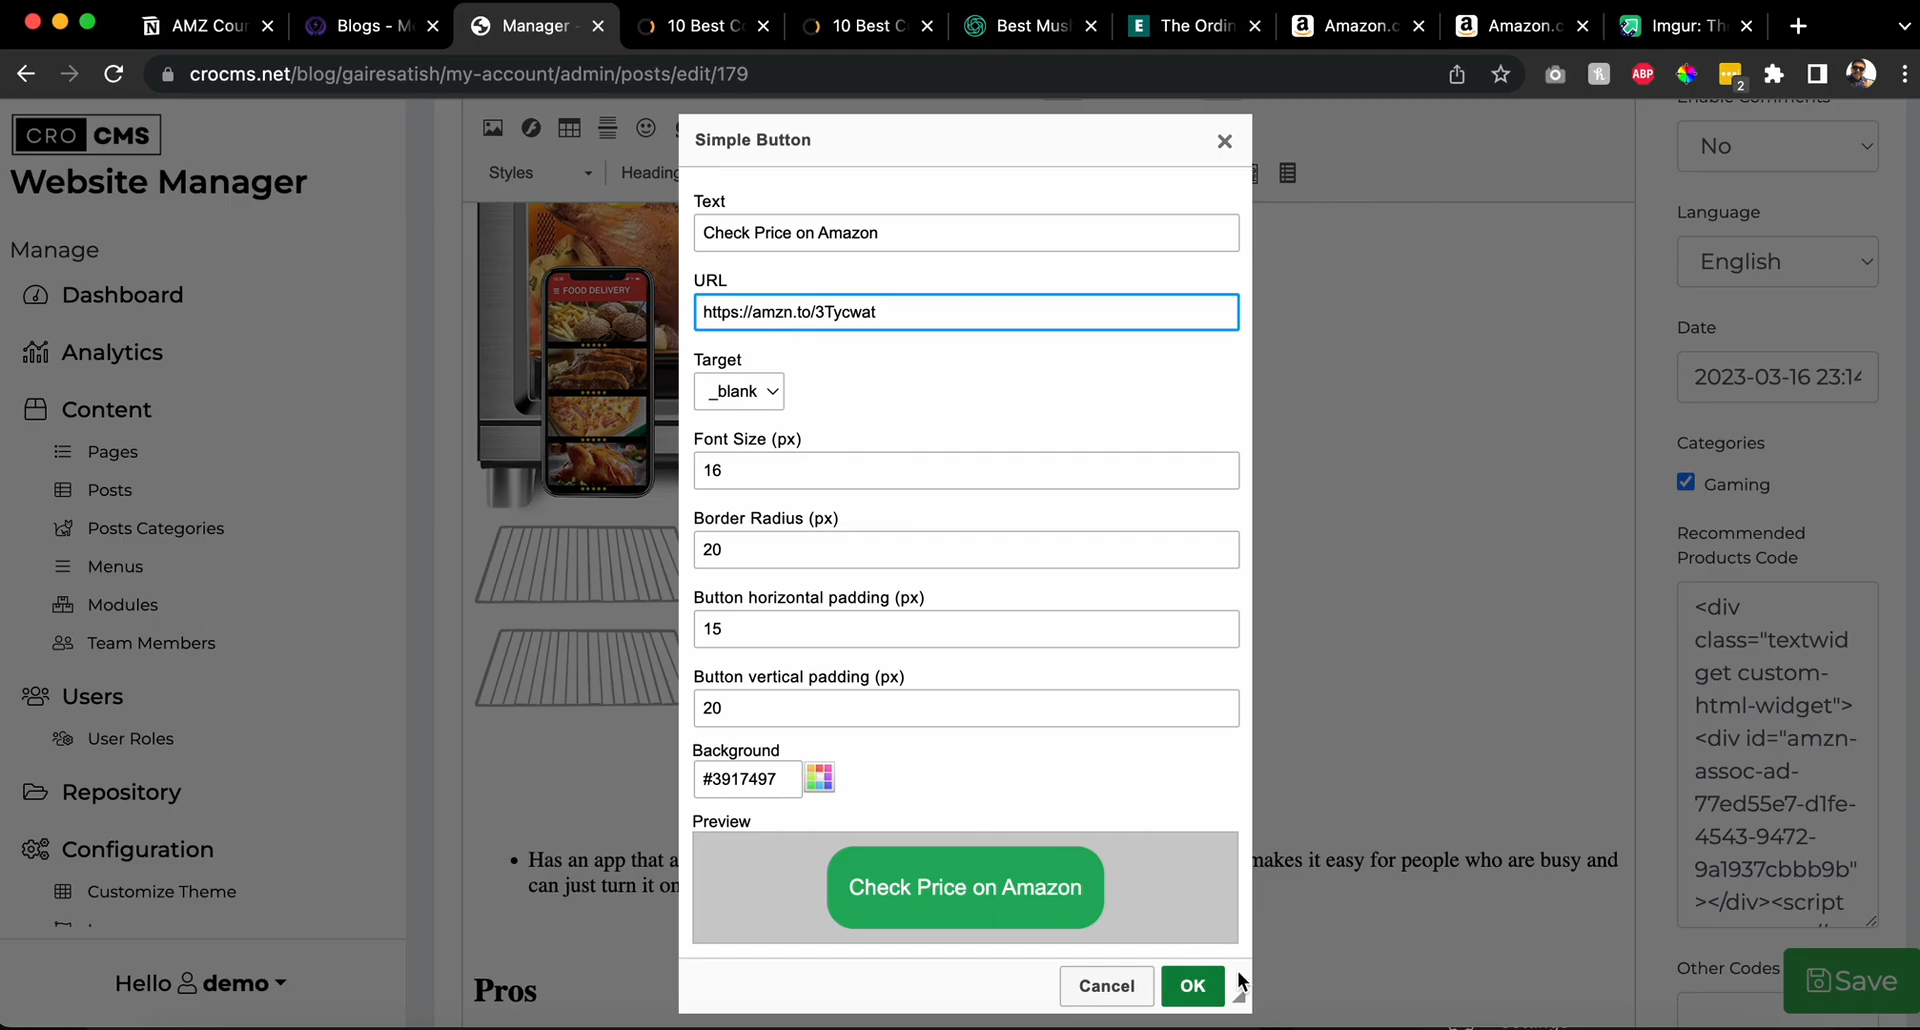 AMZ Cour
Blogs - M
Manager -
10 Best C
10 Best C
Best Mus
The Ordin
Amazon.c
Amazon.c
Imgur: Th
crocms.net/blog/gairesatish/my-account/admin/posts/edit/179
ABP
2
CRO CMS
Website Manager
Manage
Dashboard
Analytics
Content
Pages
Posts
Posts Categories
Menus
Modules
Team Members
Users
User Roles
Repository
Configuration
Customize Theme
Hello demo
Styles
Heading
FOOD DELIVERY
Has an app that a
makes it easy for people who are busy and
can just turn it on
Pros
Simple Button
Text
Check Price on Amazon
URL
https://amzn.to/3Tycwat
Target
_blank
Font Size (px)
16
Border Radius (px)
20
Button horizontal padding (px)
15
Button vertical padding (px)
20
Background
#3917497
Preview
Check Price on Amazon
Cancel
OK
Enable Comments
No
Language
English
Date
2023-03-16 23:14
Categories
Gaming
Recommended
Products Code
<div
class="textwid
get custom-
html-widget">
<div id="amzn-
assoc-ad-
77ed55e7-d1fe-
4543-9472-
9a1937cbbb9b"
></div><script
Other Codes
Save